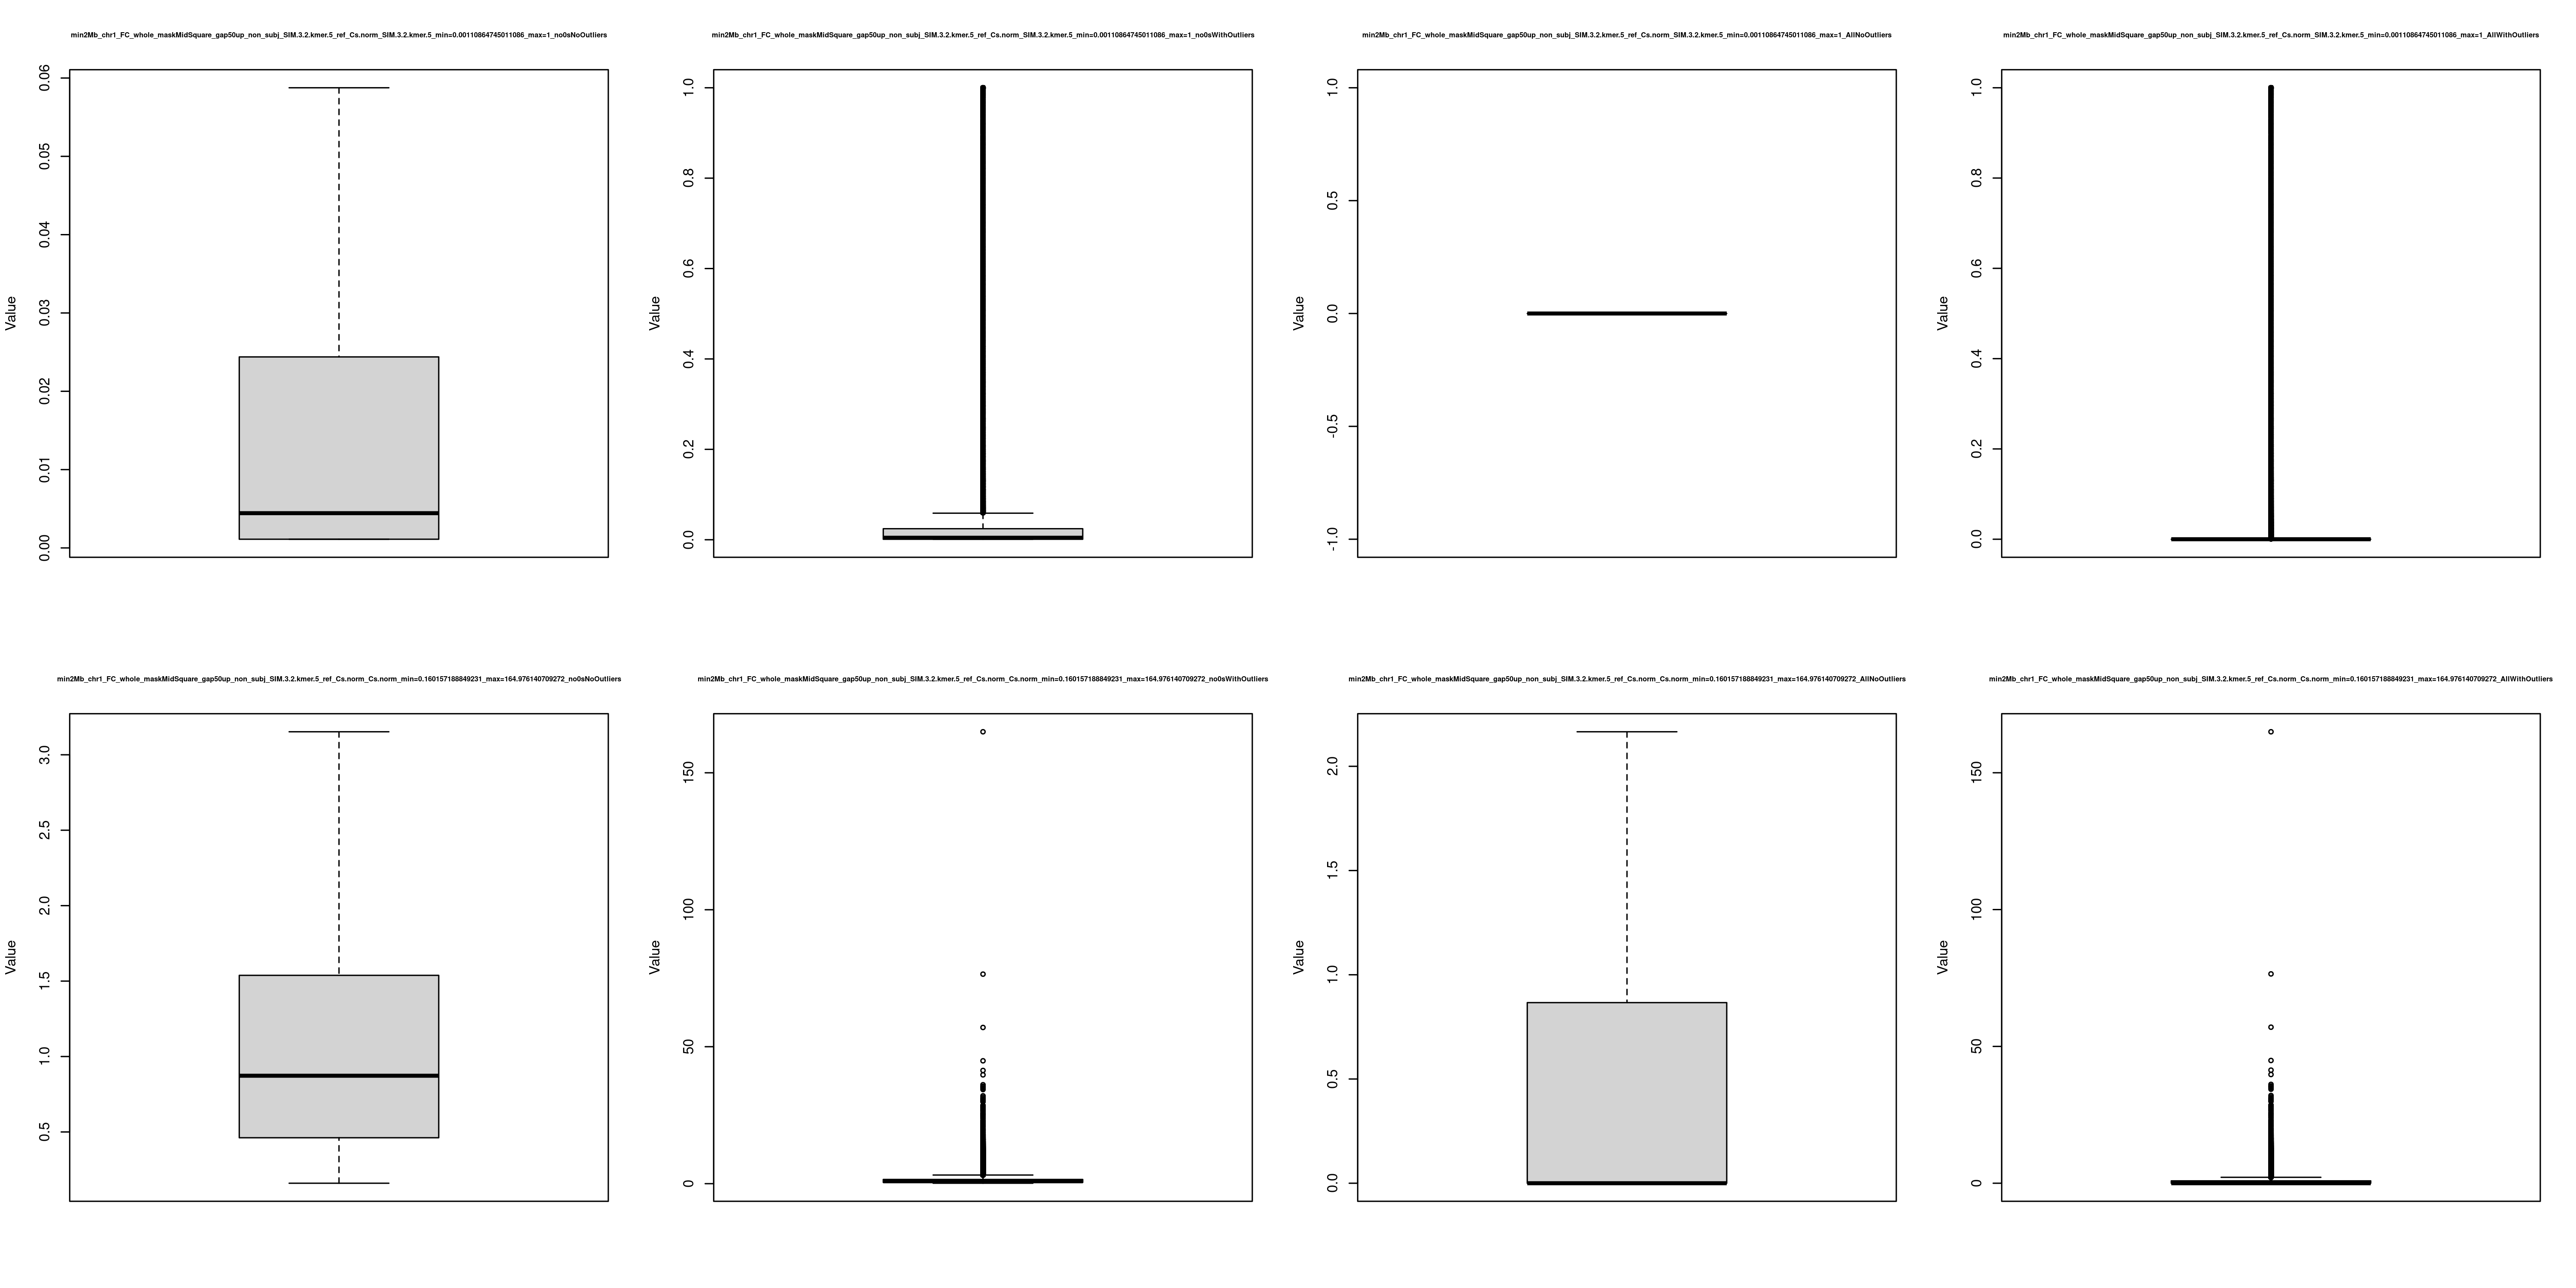 min2Mb_chr1_FC_whole_maskMidSquare_gap50up_non_subj_SIM.3.2.kmer.5_ref_Cs.norm_SIM.3.2.kmer.5_min=0.00110864745011086_max=1_no0sNoOutliers
Value
0.00
0.01
0.02
0.03
0.04
0.05
0.06
min2Mb_chr1_FC_whole_maskMidSquare_gap50up_non_subj_SIM.3.2.kmer.5_ref_Cs.norm_SIM.3.2.kmer.5_min=0.00110864745011086_max=1_no0sWithOutliers
Value
0.0
0.2
0.4
0.6
0.8
1.0
min2Mb_chr1_FC_whole_maskMidSquare_gap50up_non_subj_SIM.3.2.kmer.5_ref_Cs.norm_SIM.3.2.kmer.5_min=0.00110864745011086_max=1_AllNoOutliers
Value
-1.0
-0.5
0.0
0.5
1.0
min2Mb_chr1_FC_whole_maskMidSquare_gap50up_non_subj_SIM.3.2.kmer.5_ref_Cs.norm_SIM.3.2.kmer.5_min=0.00110864745011086_max=1_AllWithOutliers
Value
0.0
0.2
0.4
0.6
0.8
1.0
min2Mb_chr1_FC_whole_maskMidSquare_gap50up_non_subj_SIM.3.2.kmer.5_ref_Cs.norm_Cs.norm_min=0.160157188849231_max=164.976140709272_no0sNoOutliers
Value
0.5
1.0
1.5
2.0
2.5
3.0
min2Mb_chr1_FC_whole_maskMidSquare_gap50up_non_subj_SIM.3.2.kmer.5_ref_Cs.norm_Cs.norm_min=0.160157188849231_max=164.976140709272_no0sWithOutliers
Value
0
50
100
150
min2Mb_chr1_FC_whole_maskMidSquare_gap50up_non_subj_SIM.3.2.kmer.5_ref_Cs.norm_Cs.norm_min=0.160157188849231_max=164.976140709272_AllNoOutliers
Value
0.0
0.5
1.0
1.5
2.0
min2Mb_chr1_FC_whole_maskMidSquare_gap50up_non_subj_SIM.3.2.kmer.5_ref_Cs.norm_Cs.norm_min=0.160157188849231_max=164.976140709272_AllWithOutliers
Value
0
50
100
150